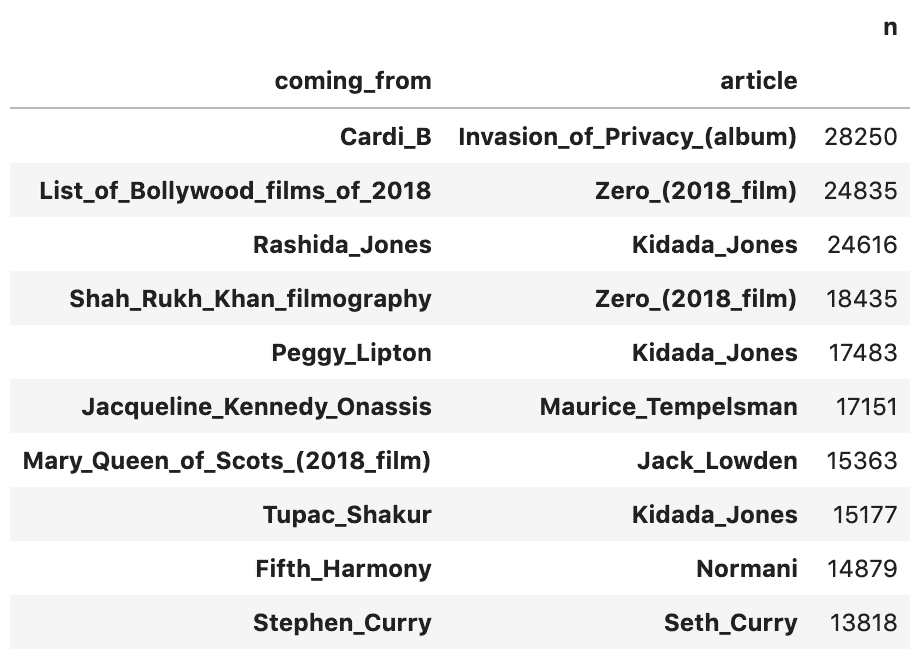 n
coming_from article
Cardi_B Invasion_of_Privacy_(album) 28250
List_of_Bollywood_films_of_2018 Zero_(2018_film) 24835
Rashida_Jones Kidada_Jones 24616
Shah_Rukh_Khan_filmography Zero_(2018_film) 18435
Peggy_Lipton Kidada_Jones 17483
Jacqueline_Kennedy_Onassis Maurice_Tempelsman 17151
Mary_Queen_of_Scots_(2018_film) Jack_Lowden 15363
Tupac_Shakur Kidada_Jones 15177
Fifth_Harmony Normani 14879
Stephen_Curry Seth_Curry 13818